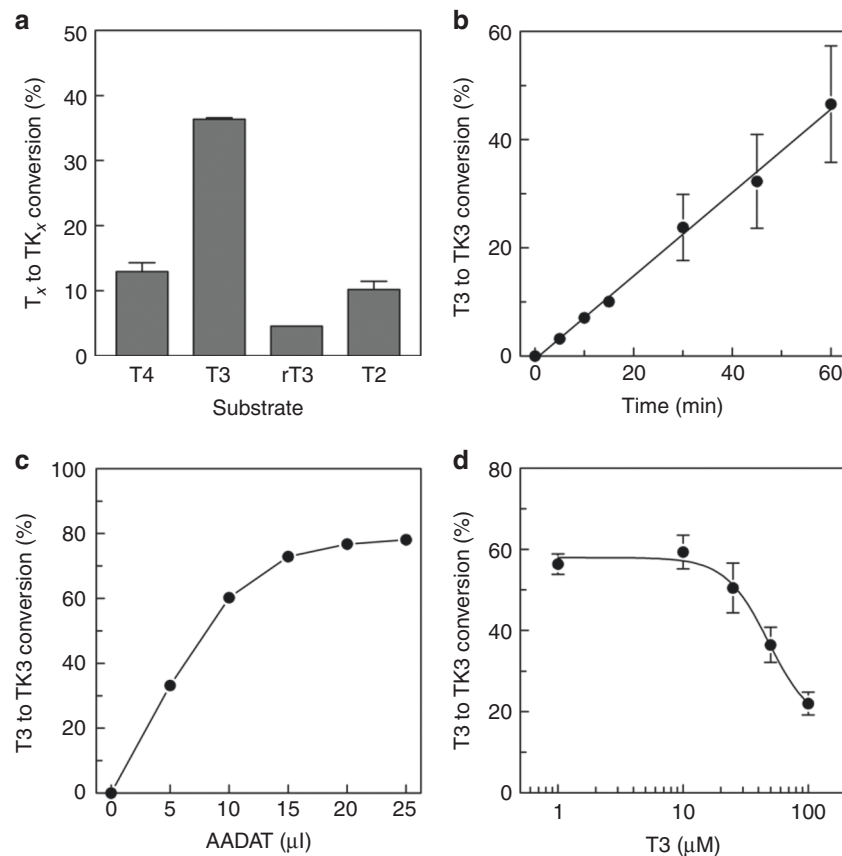 a
50
40
30
20
10
0
Tx to TKx conversion (%)
T4 T3 rT3 T2
Substrate
b
60
40
20
0
T3 to TK3 conversion (%)
0 20 40 60
Time (min)
c
100
80
60
40
20
0
T3 to TK3 conversion (%)
0 5 10 15 20 25
AADAT (μl)
d
80
60
40
20
0
T3 to TK3 conversion (%)
1 10 100
T3 (μM)